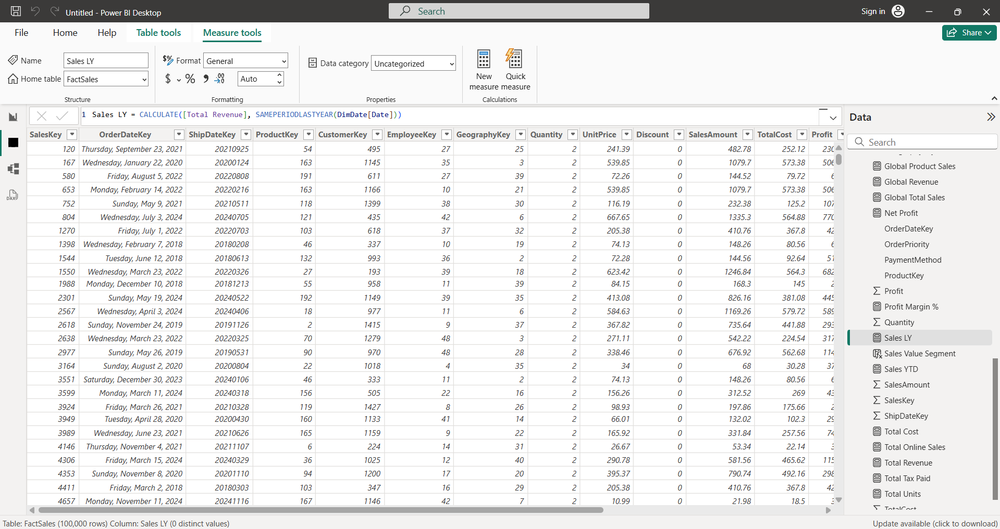 Untitled - Power BI Desktop
Search
Sign in
File Home Help Table tools Measure tools
Share
Name Sales LY
Home table FactSales
Structure
$% Format General
$ % , .00 Auto
Formatting
Data category Uncategorized
Properties
New measure
Quick measure
Calculations
1 Sales LY = CALCULATE([Total Revenue], SAMEPERIODLASTYEAR(DimDate[Date]))
SalesKey OrderDateKey ShipDateKey ProductKey CustomerKey EmployeeKey GeographyKey Quantity UnitPrice Discount SalesAmount TotalCost Profit
120 Thursday, September 23, 2021 20210925 54 495 27 25 2 241.39 0 482.78 252.12 230
167 Wednesday, January 22, 2020 20200124 163 1145 35 3 2 539.85 0 1079.7 573.38 506
580 Friday, August 5, 2022 20220808 191 611 27 39 2 72.26 0 144.52 79.72
653 Monday, February 14, 2022 20220216 163 1166 10 21 2 539.85 0 1079.7 573.38 506
752 Sunday, May 9, 2021 20210511 118 1399 38 30 2 116.19 0 232.38 125.2 107
804 Wednesday, July 3, 2024 20240705 121 435 42 6 2 667.65 0 1335.3 564.88 770
1270 Friday, July 1, 2022 20220703 103 618 37 32 2 205.38 0 410.76 367.8 42
1398 Wednesday, February 7, 2018 20180208 46 337 10 19 2 74.13 0 148.26 80.56
1544 Tuesday, June 12, 2018 20180613 132 993 36 2 2 72.28 0 144.56 92.64 51
1550 Wednesday, March 23, 2022 20220326 27 193 39 18 2 623.42 0 1246.84 564.3 682
1988 Monday, December 10, 2018 20181213 55 958 11 39 2 84.15 0 168.3 145
2301 Sunday, May 19, 2024 20240522 192 1149 39 35 2 413.08 0 826.16 381.08 445
2567 Wednesday, April 3, 2024 20240406 18 977 11 6 2 584.63 0 1169.26 579.72 589
2618 Sunday, November 24, 2019 20191126 2 1415 9 37 2 367.82 0 735.64 441.88 293
2638 Wednesday, March 23, 2022 20220325 70 1279 48 3 2 271.11 0 542.22 224.54 317
2977 Sunday, May 26, 2019 20190531 90 970 48 28 2 338.46 0 676.92 562.68 114
3164 Sunday, August 2, 2020 20200804 22 1018 4 35 2 34 0 68 30.28 37
3551 Saturday, December 30, 2023 20240106 46 333 11 2 2 74.13 0 148.26 80.56
3599 Monday, March 11, 2024 20240318 156 505 22 16 2 156.26 0 312.52 269 43
3924 Friday, March 26, 2021 20210328 119 1427 8 26 2 98.93 0 197.86 175.66
3949 Tuesday, April 28, 2020 20200430 160 1133 41 14 2 66.01 0 132.02 102.3 29
3989 Wednesday, June 23, 2021 20210626 165 1159 9 22 2 165.92 0 331.84 257.56 74
4146 Thursday, November 4, 2021 20211107 6 224 14 31 2 26.67 0 53.34 22.14
4306 Friday, March 15, 2024 20240329 36 1025 12 40 2 290.78 0 581.56 465.62 115
4353 Sunday, November 8, 2020 20201110 94 1200 17 20 2 395.37 0 790.74 492.16 298
4411 Friday, March 2, 2018 20180303 103 347 16 29 2 205.38 0 410.76 367.8 42
4657 Monday, November 11, 2024 20241116 167 1146 42 7 2 10.99 0 21.98 18.5
DAX
Data
Search
Global Product Sales
Global Revenue
Global Total Sales
Net Profit
OrderDateKey
OrderPriority
PaymentMethod
ProductKey
Profit
Profit Margin %
Quantity
Sales LY
Sales Value Segment
Sales YTD
SalesAmount
SalesKey
ShipDateKey
Total Cost
Total Online Sales
Total Revenue
Total Tax Paid
Total Units
TotalCost
Table: FactSales (100,000 rows) Column: Sales LY (0 distinct values)
Update available (click to download)